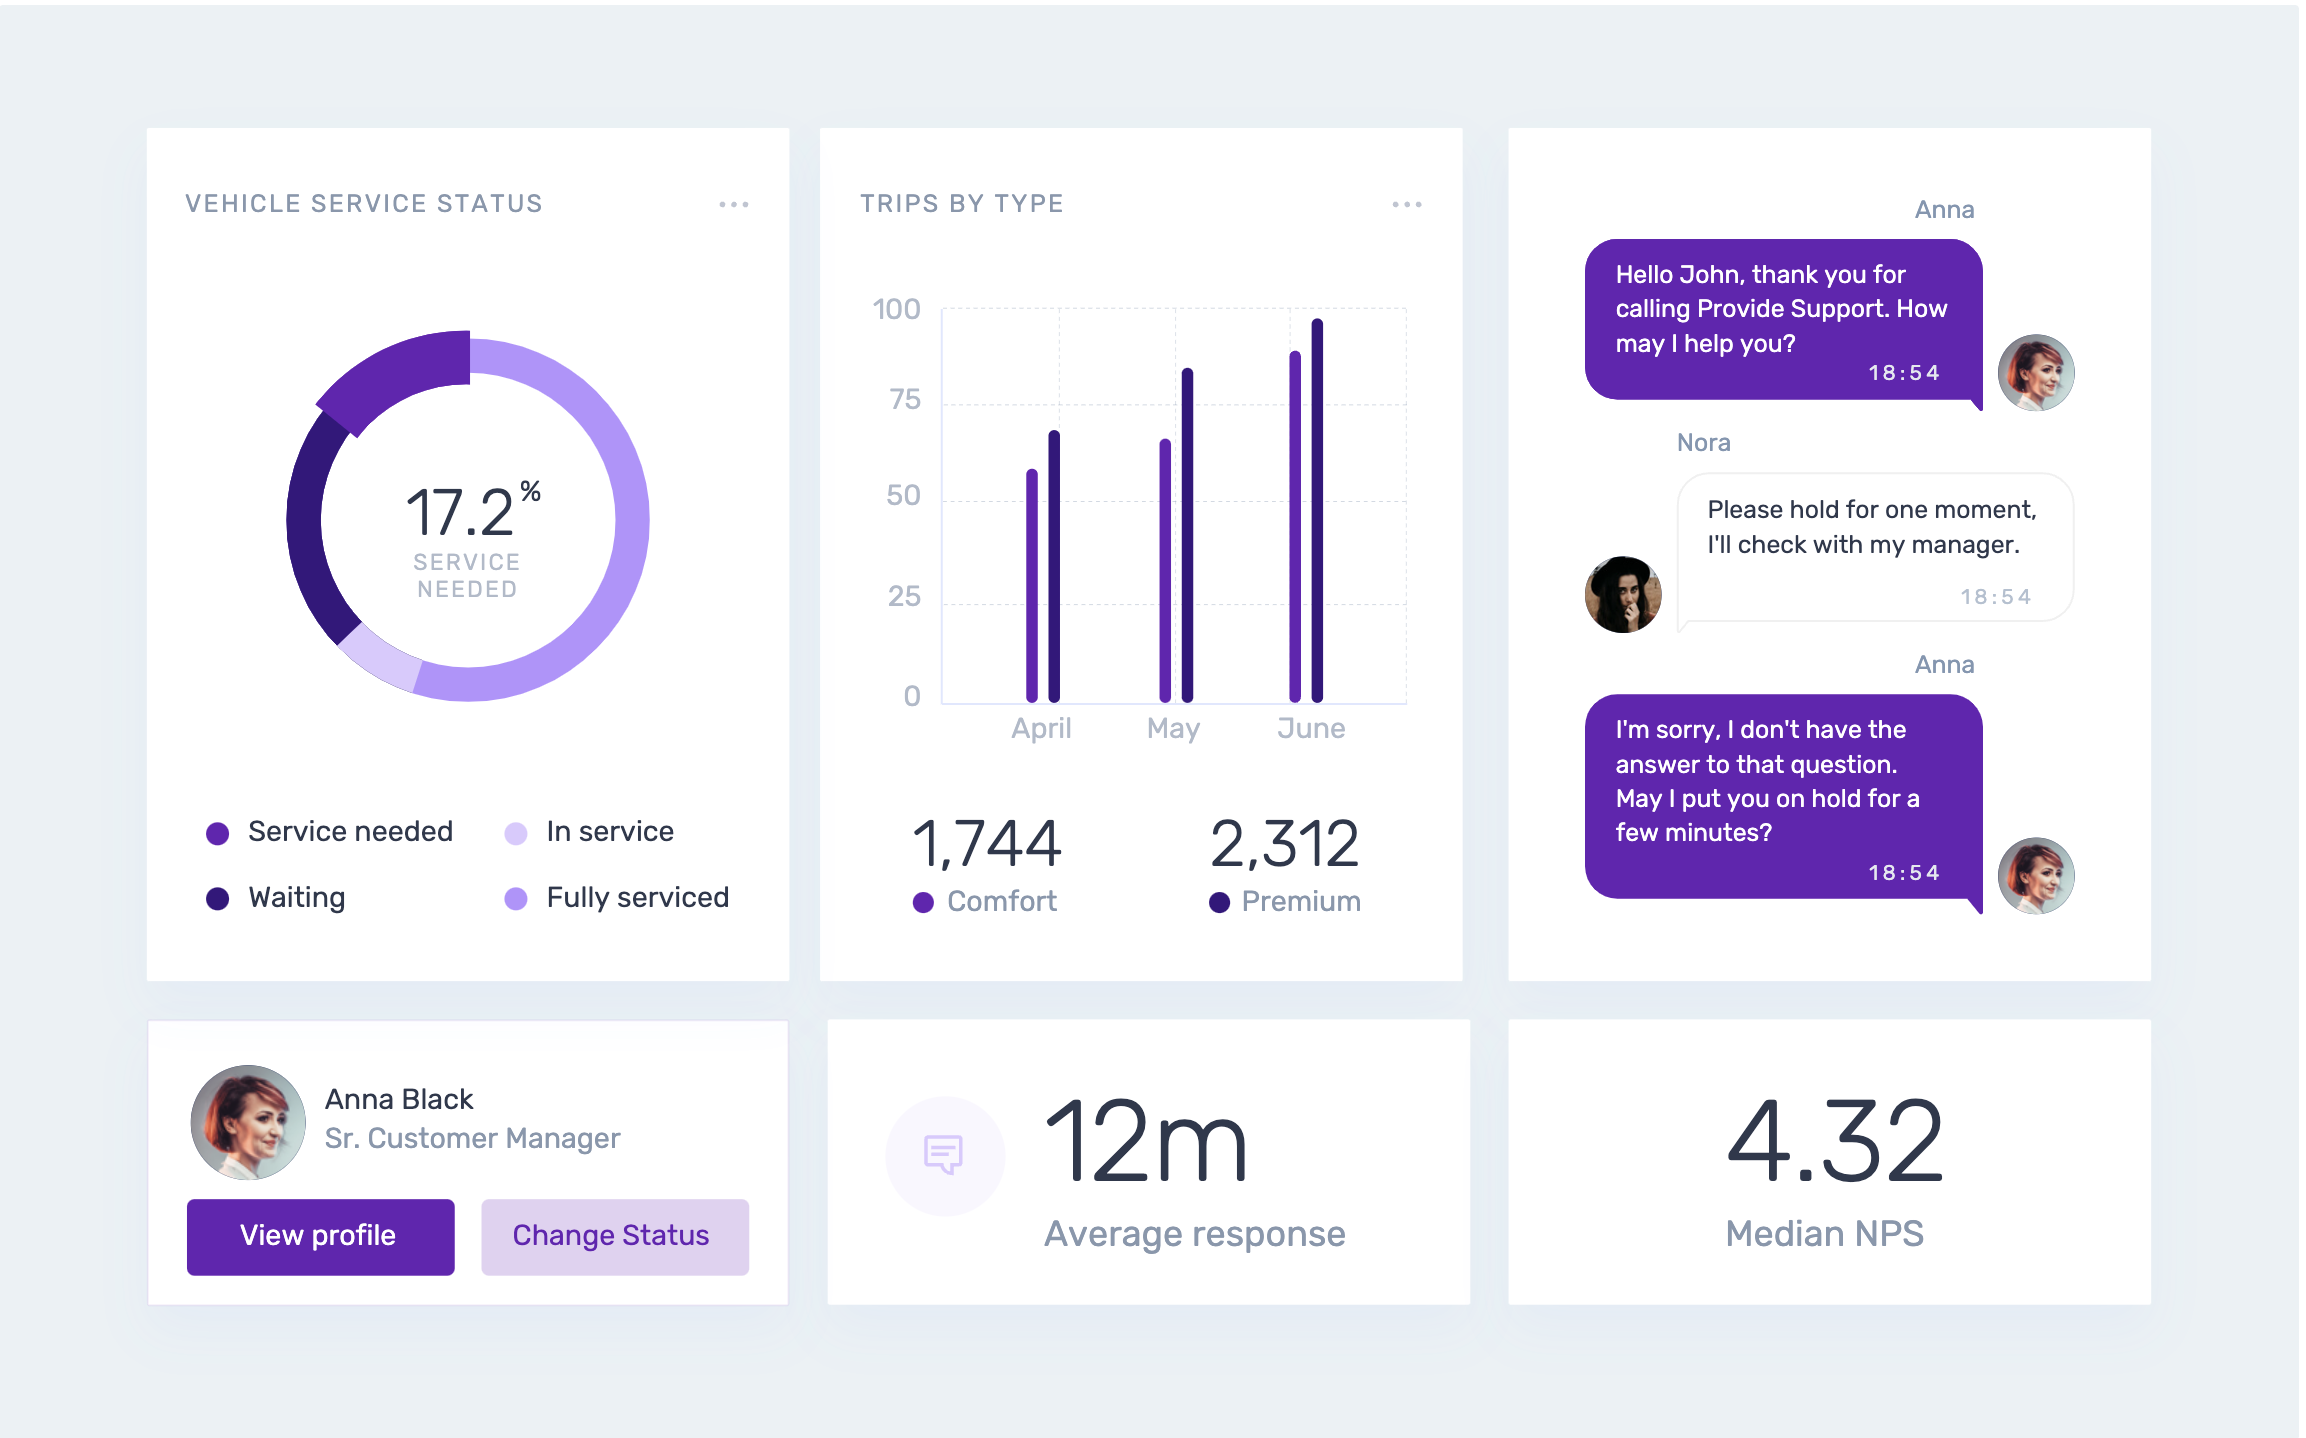 VEHICLE SERVICE STATUS
17.2%
SERVICE
NEEDED
Service needed
In service
Waiting
Fully serviced
TRIPS BY TYPE
100
75
50
25
0
April
May
June
1,744
Comfort
2,312
Premium
Anna
Hello John, thank you for
calling Provide Support. How
may I help you?
18:54
Nora
Please hold for one moment,
I'll check with my manager.
18:54
Anna
I'm sorry, I don't have the
answer to that question.
May I put you on hold for a
few minutes?
18:54
Anna Black
Sr. Customer Manager
View profile
Change Status
12m
Average response
4.32
Median NPS